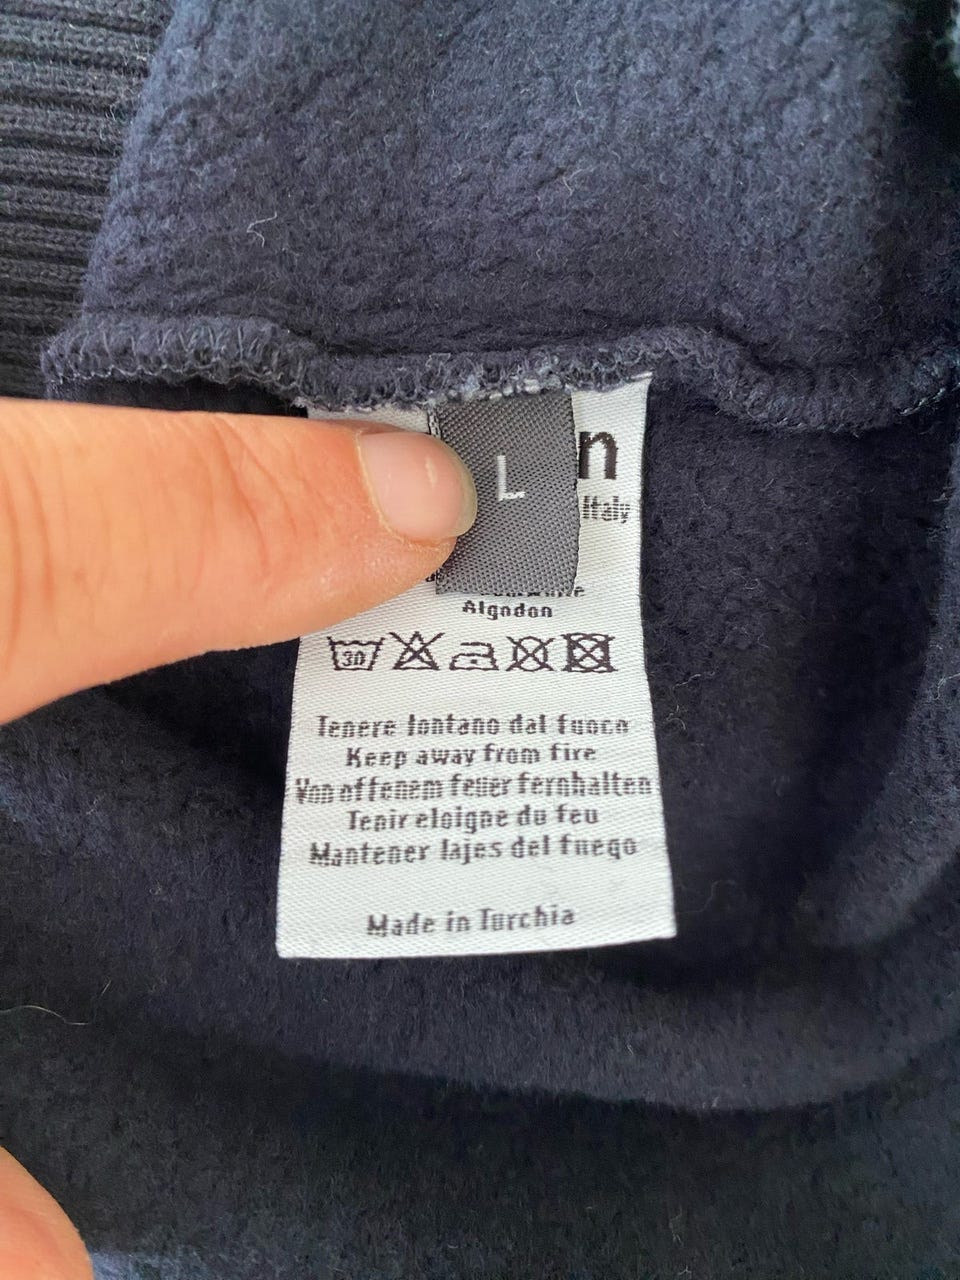 L
n
Italy
Algodon
30
Tenere lontano dal fuoco
Keep away from fire
Von offenem feuer fernhalten
Tenir eloigne du feu
Mantener lajes del fuego
Made in Turchia